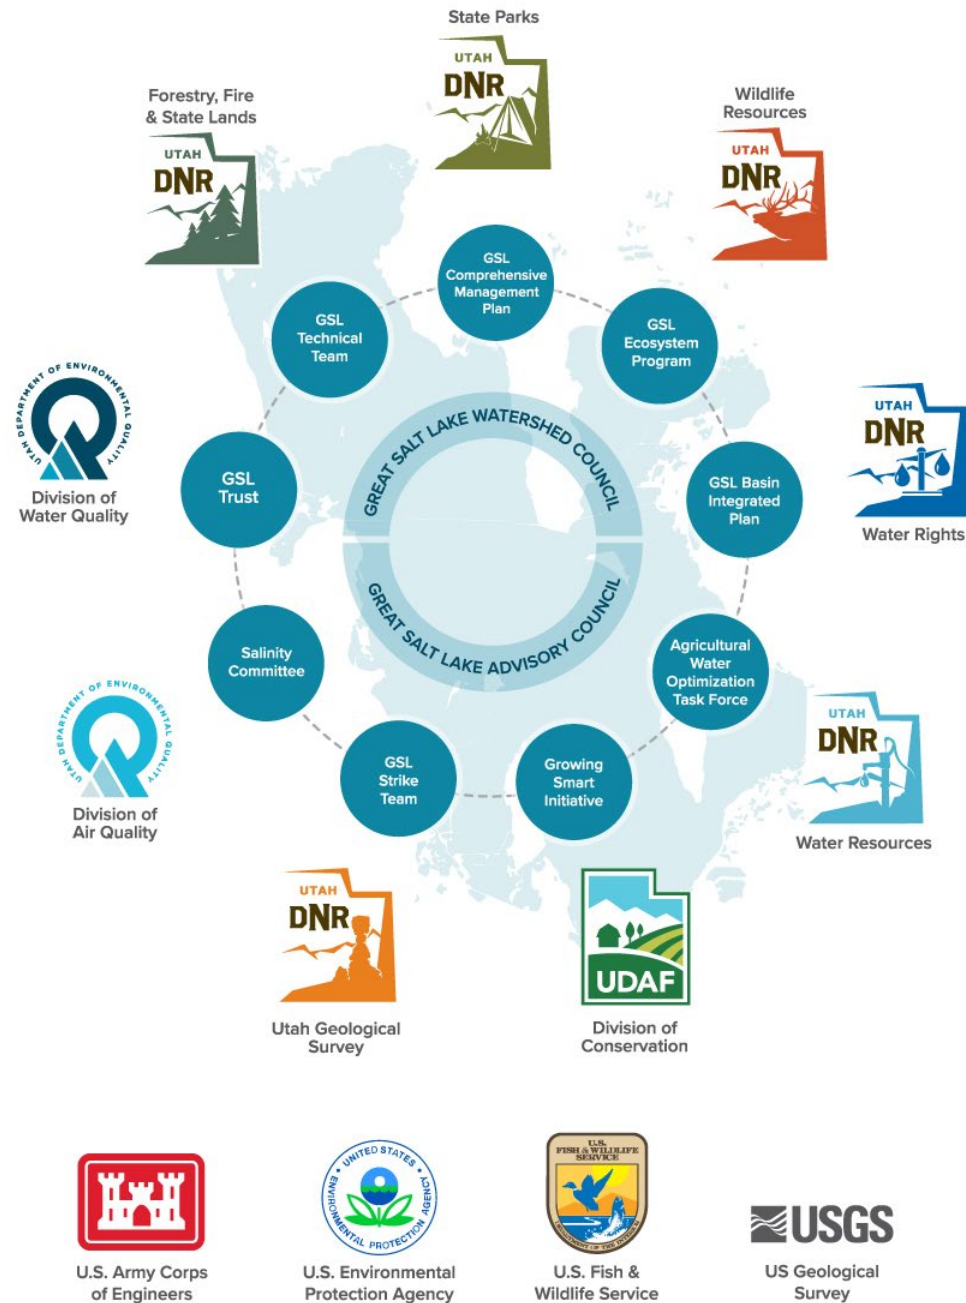 State Parks
UTAH
DNR
Forestry, Fire
& State Lands
UTAH
DNR
Wildlife
Resources
UTAH
DNR
GSL
Comprehensive
Management
Plan
GSL
Technical
Team
GSL
Ecosystem
Program
UTAH DEPARTMENT OF ENVIRONMENTAL QUALITY
Division of
Water Quality
GSL
Trust
GREAT SALT LAKE WATERSHED COUNCIL
GREAT SALT LAKE ADVISORY COUNCIL
GSL Basin
Integrated
Plan
UTAH
DNR
Water Rights
Salinity
Committee
Agricultural
Water
Optimization
Task Force
UTAH DEPARTMENT OF ENVIRONMENTAL QUALITY
Division of
Air Quality
GSL
Strike
Team
Growing
Smart
Initiative
UTAH
DNR
Water Resources
UTAH
DNR
Utah Geological
Survey
UDAF
Division of
Conservation
U.S. Army Corps
of Engineers
UNITED STATES
ENVIRONMENTAL PROTECTION AGENCY
U.S. Environmental
Protection Agency
U.S.
FISH & WILDLIFE
SERVICE
DEPARTMENT OF THE INTERIOR
U.S. Fish &
Wildlife Service
USGS
US Geological
Survey